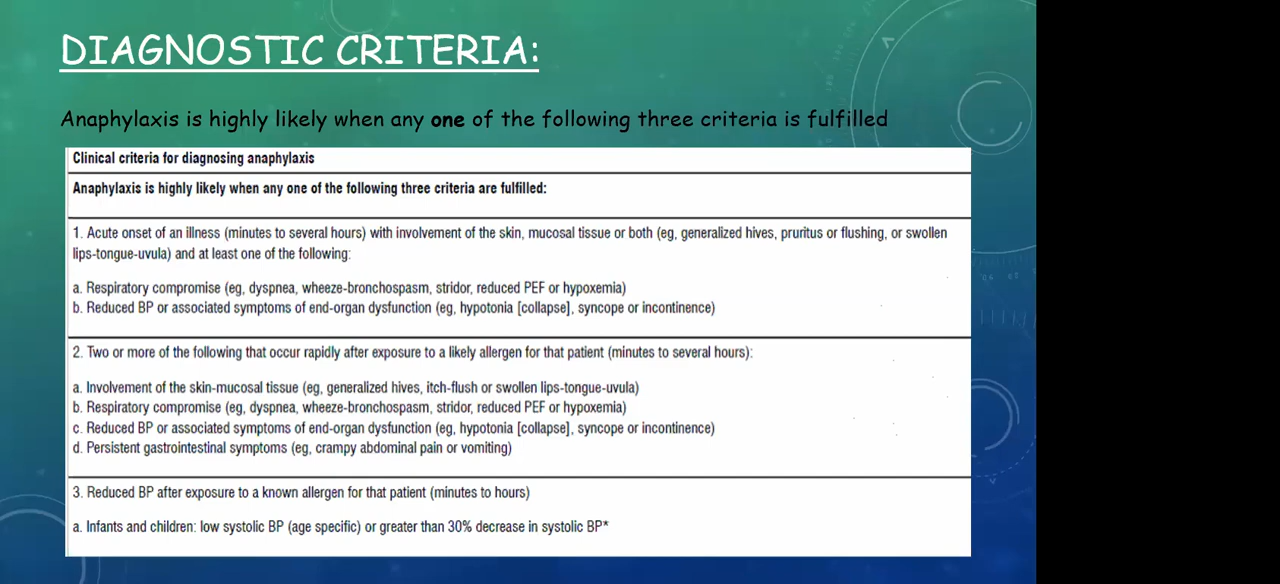 DIAGNOSTIC CRITERIA:
Anaphylaxis is highly likely when any one of the following three criteria is fulfilled
Clinical criteria for diagnosing anaphylaxis
Anaphylaxis is highly likely when any one of the following three criteria are fulfilled:
1. Acute onset of an illness (minutes to several hours) with involvement of the skin, mucosal tissue or both (eg, generalized hives, pruritus or flushing, or swollen
lips-tongue-uvula) and at least one of the following:
a. Respiratory compromise (eg, dyspnea, wheeze-bronchospasm, stridor, reduced PEF or hypoxemia)
b. Reduced BP or associated symptoms of end-organ dysfunction (eg, hypotonia [collapse], syncope or incontinence)
2. Two or more of the following that occur rapidly after exposure to a likely allergen for that patient (minutes to several hours):
a. Involvement of the skin-mucosal tissue (eg, generalized hives, itch-flush or swollen lips-tongue-uvula)
b. Respiratory compromise (eg, dyspnea, wheeze-bronchospasm, stridor, reduced PEF or hypoxemia)
c. Reduced BP or associated symptoms of end-organ dysfunction (eg, hypotonia [collapse], syncope or incontinence)
d. Persistent gastrointestinal symptoms (eg, crampy abdominal pain or vomiting)
3. Reduced BP after exposure to a known allergen for that patient (minutes to hours)
a. Infants and children: low systolic BP (age specific) or greater than 30% decrease in systolic BP*